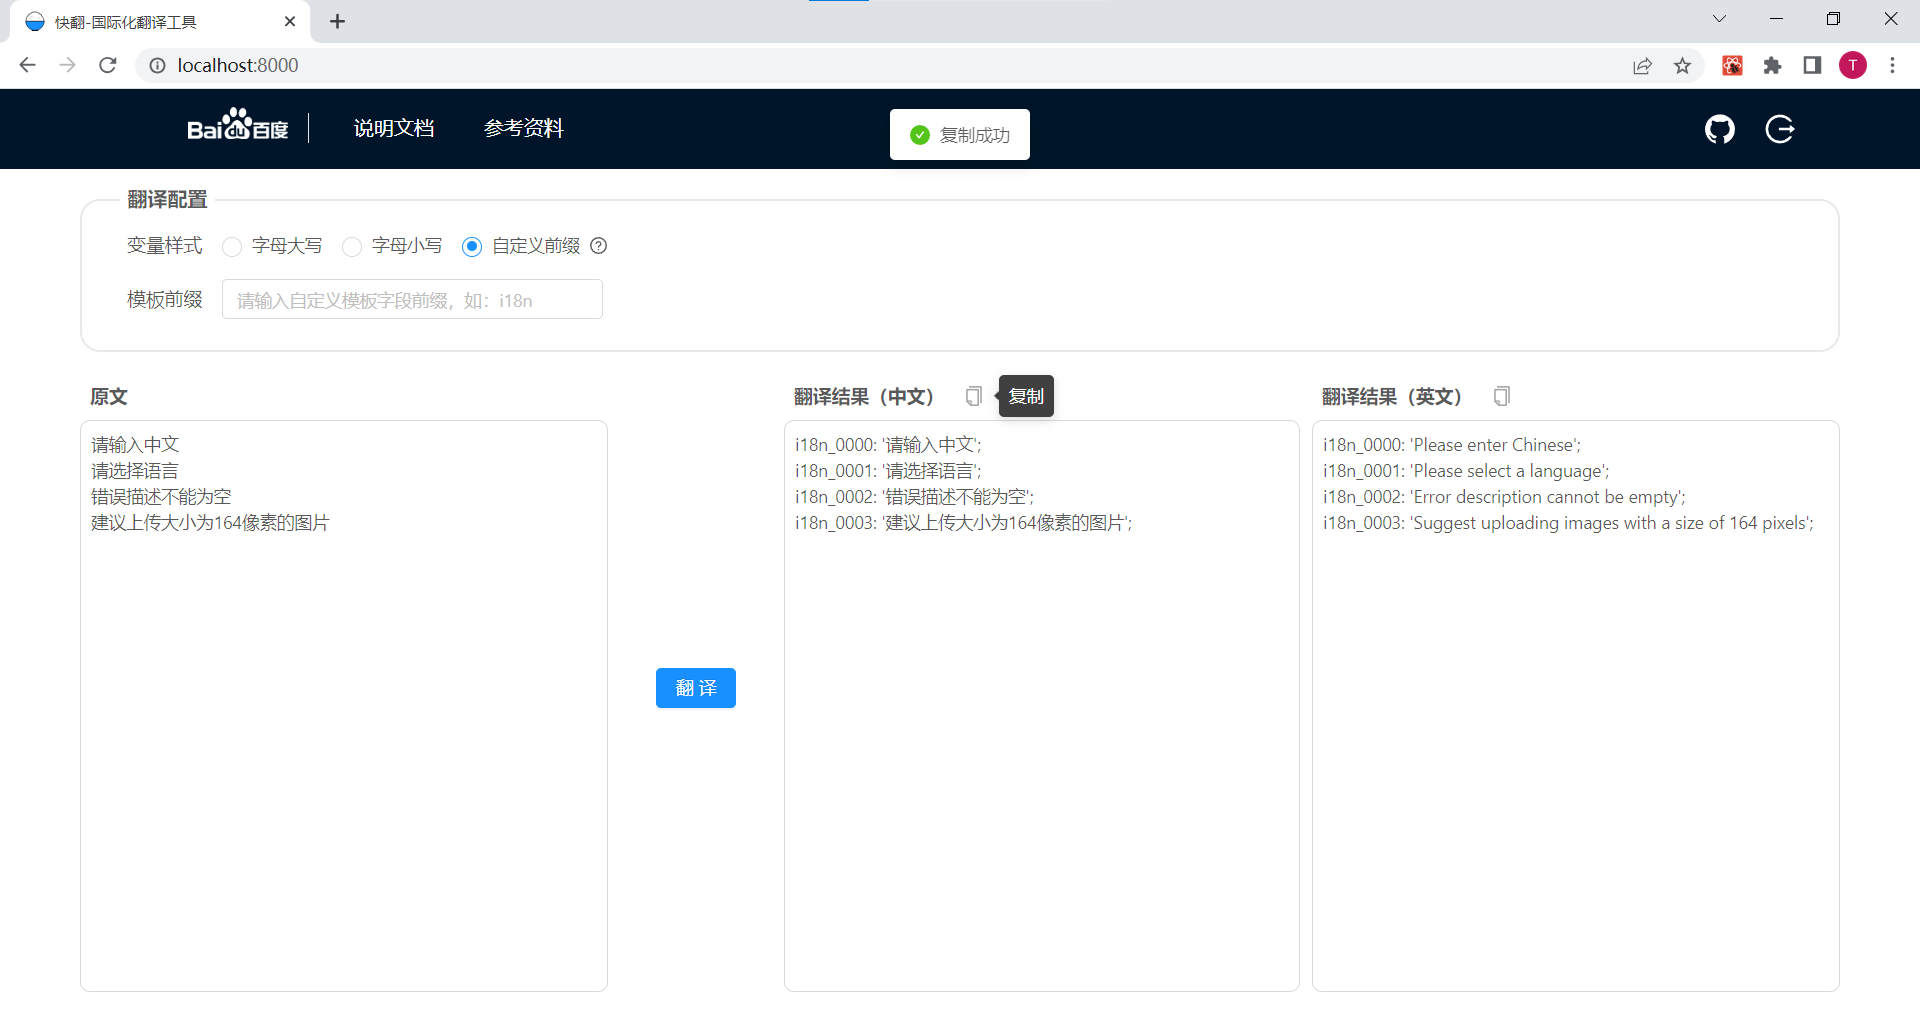 快翻-国际化翻译工具
localhost:8000
T
Bai du 百度
说明文档
参考资料
复制成功
翻译配置
变量样式
字母大写
字母小写
自定义前缀
模板前缀
请输入自定义模板字段前缀，如：i18n
原文
请输入中文
请选择语言
错误描述不能为空
建议上传大小为164像素的图片
翻 译
翻译结果（中文）
复制
i18n_0000: '请输入中文';
i18n_0001: '请选择语言';
i18n_0002: '错误描述不能为空';
i18n_0003: '建议上传大小为164像素的图片';
翻译结果（英文）
i18n_0000: 'Please enter Chinese';
i18n_0001: 'Please select a language';
i18n_0002: 'Error description cannot be empty';
i18n_0003: 'Suggest uploading images with a size of 164 pixels';